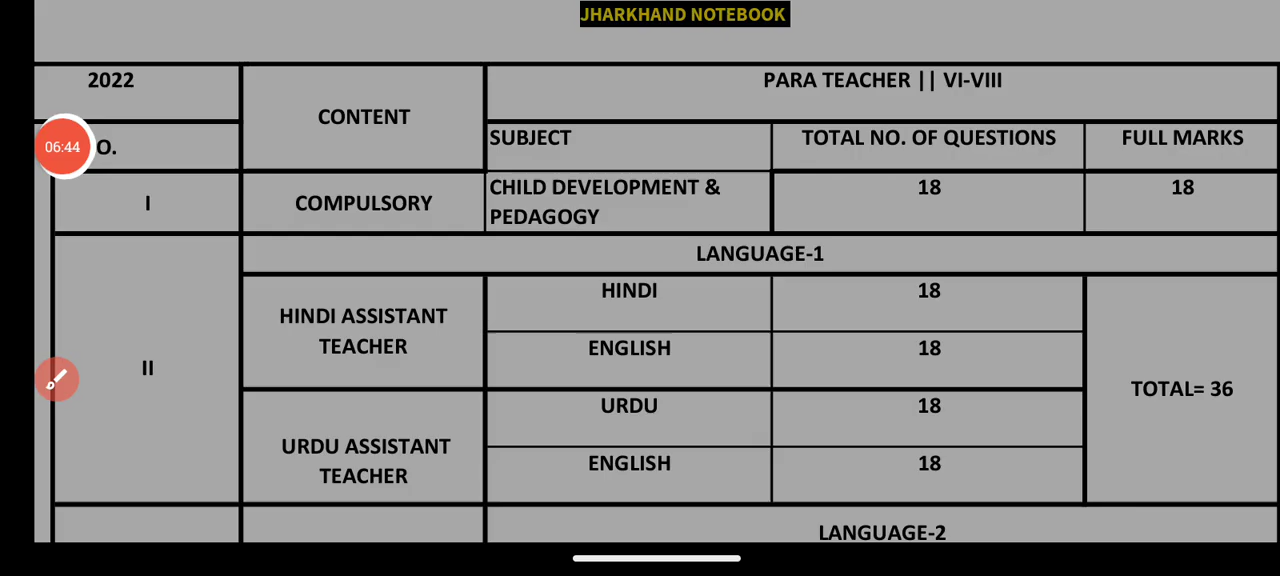 JHARKHAND NOTEBOOK
2022
CONTENT
PARA TEACHER || VI-VIII
O.
SUBJECT
TOTAL NO. OF QUESTIONS
FULL MARKS
06:44
I
COMPULSORY
CHILD DEVELOPMENT &
PEDAGOGY
18
18
LANGUAGE-1
II
HINDI ASSISTANT
TEACHER
HINDI
18
ENGLISH
18
TOTAL= 36
URDU ASSISTANT
TEACHER
URDU
18
ENGLISH
18
LANGUAGE-2